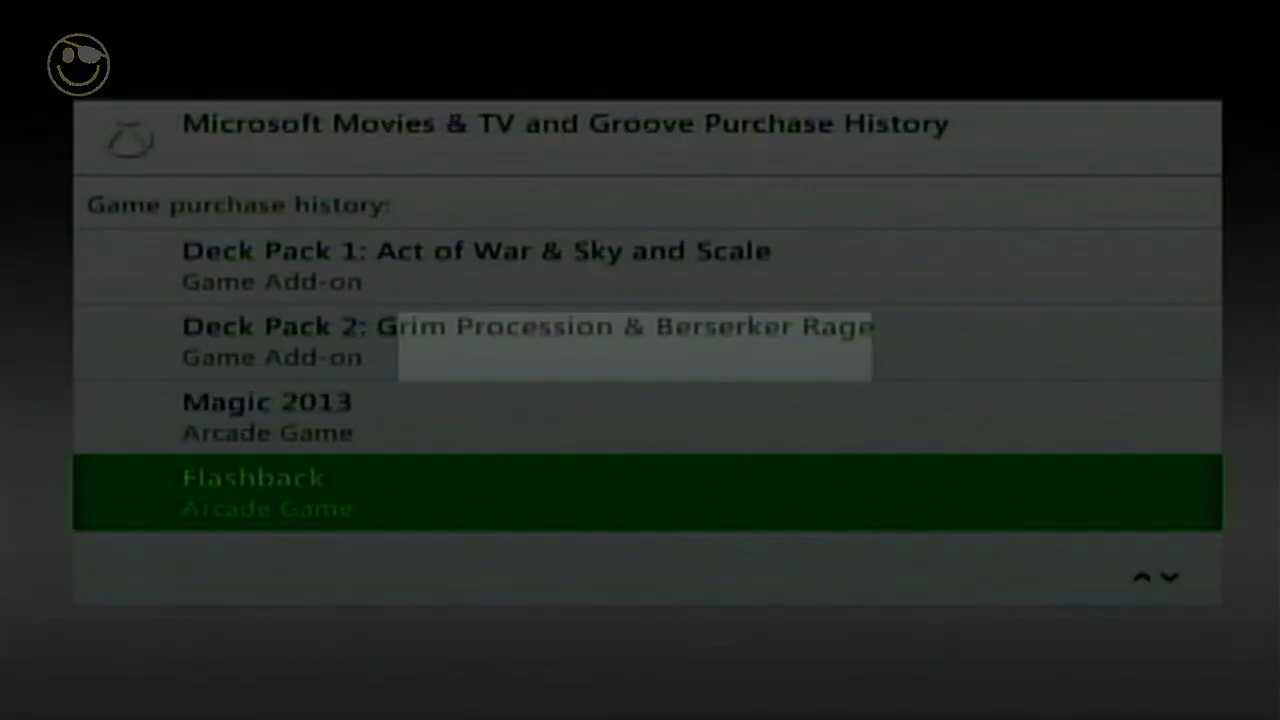 Microsoft Movies & TV and Groove Purchase History
Game purchase history:
Deck Pack 1: Act of War & Sky and Scale
Game Add-on
Deck Pack 2: Grim Procession & Berserker Rage
Game Add-on
Magic 2013
Arcade Game
Flashback
Arcade Game